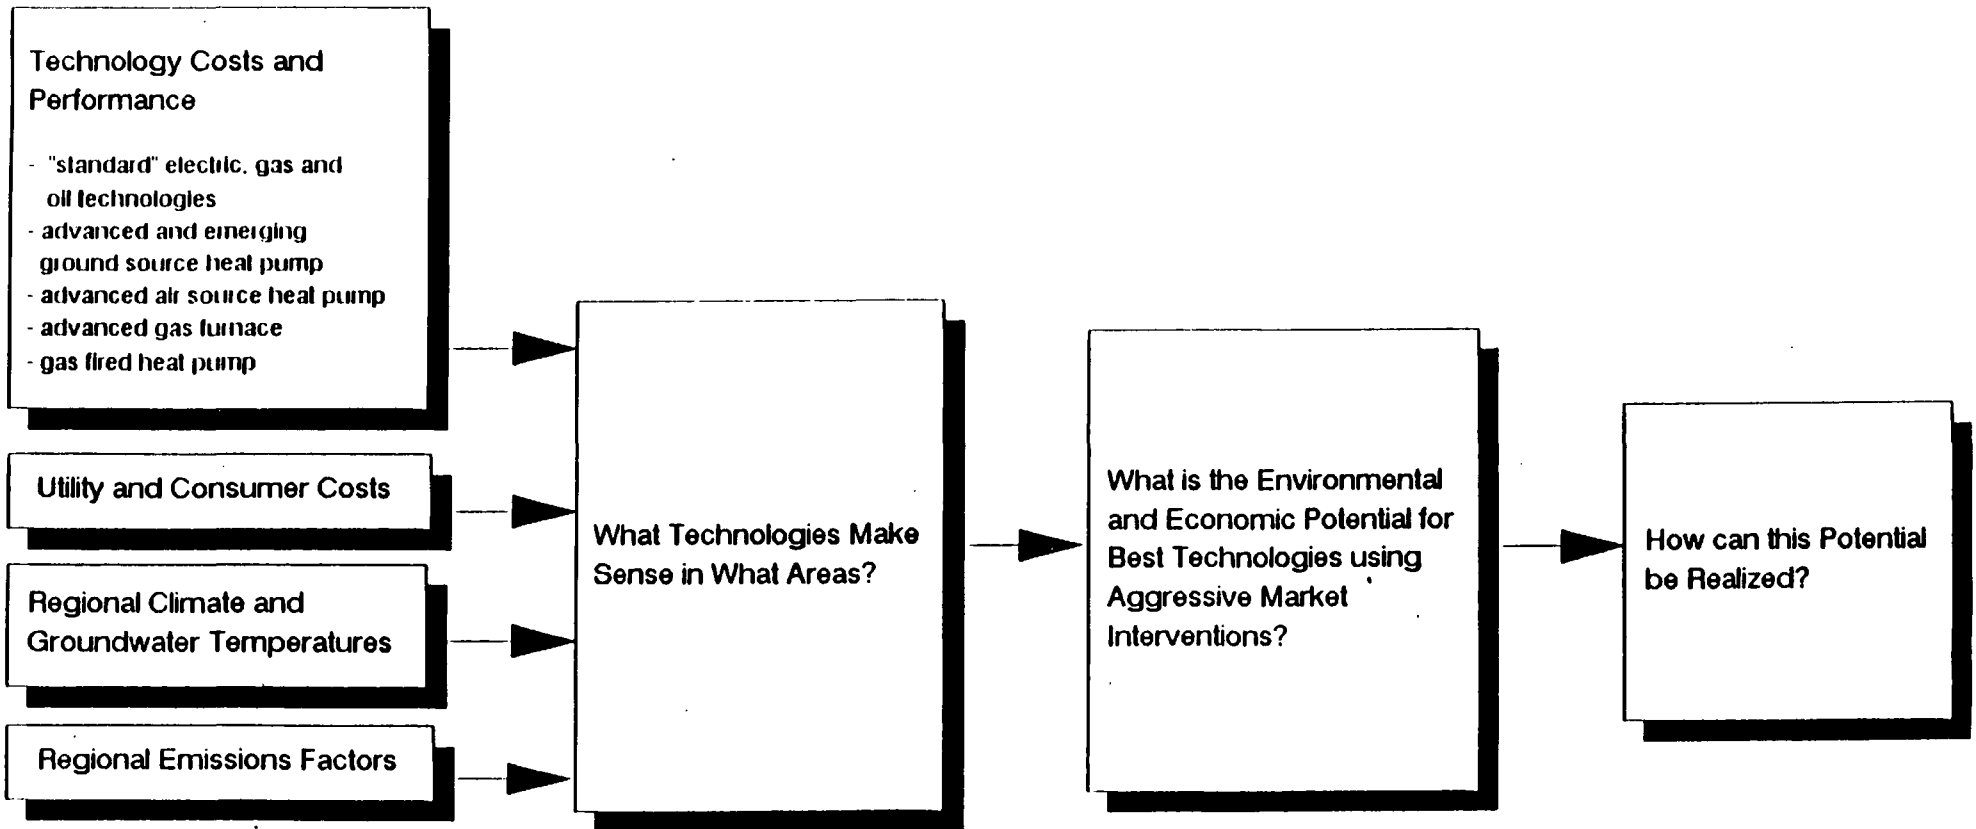 Technology Costs and
Performance
- "standard" electric, gas and
oil technologies
- advanced and emerging
ground source heat pump
- advanced air source heat pump
- advanced gas furnace
- gas fired heat pump
Utility and Consumer Costs
Regional Climate and
Groundwater Temperatures
Regional Emissions Factors
What Technologies Make
Sense in What Areas?
What is the Environmental
and Economic Potential for
Best Technologies using
Aggressive Market
Interventions?
How can this Potential
be Realized?